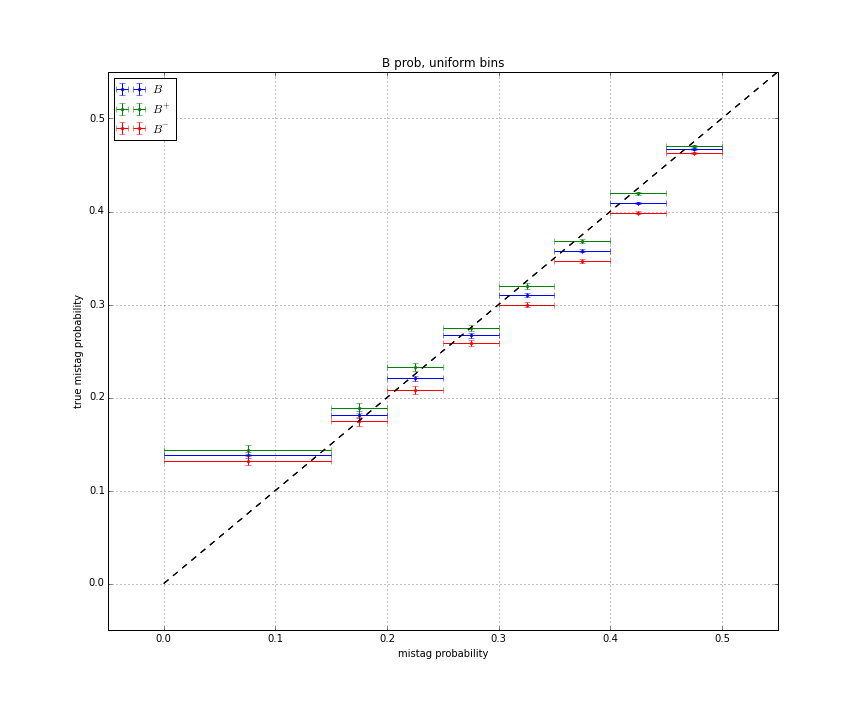 B prob, uniform bins
B
B⁺
B⁻
0.5
0.4
0.3
0.2
0.1
0.0
true mistag probability
0.0 0.1 0.2 0.3 0.4 0.5
mistag probability